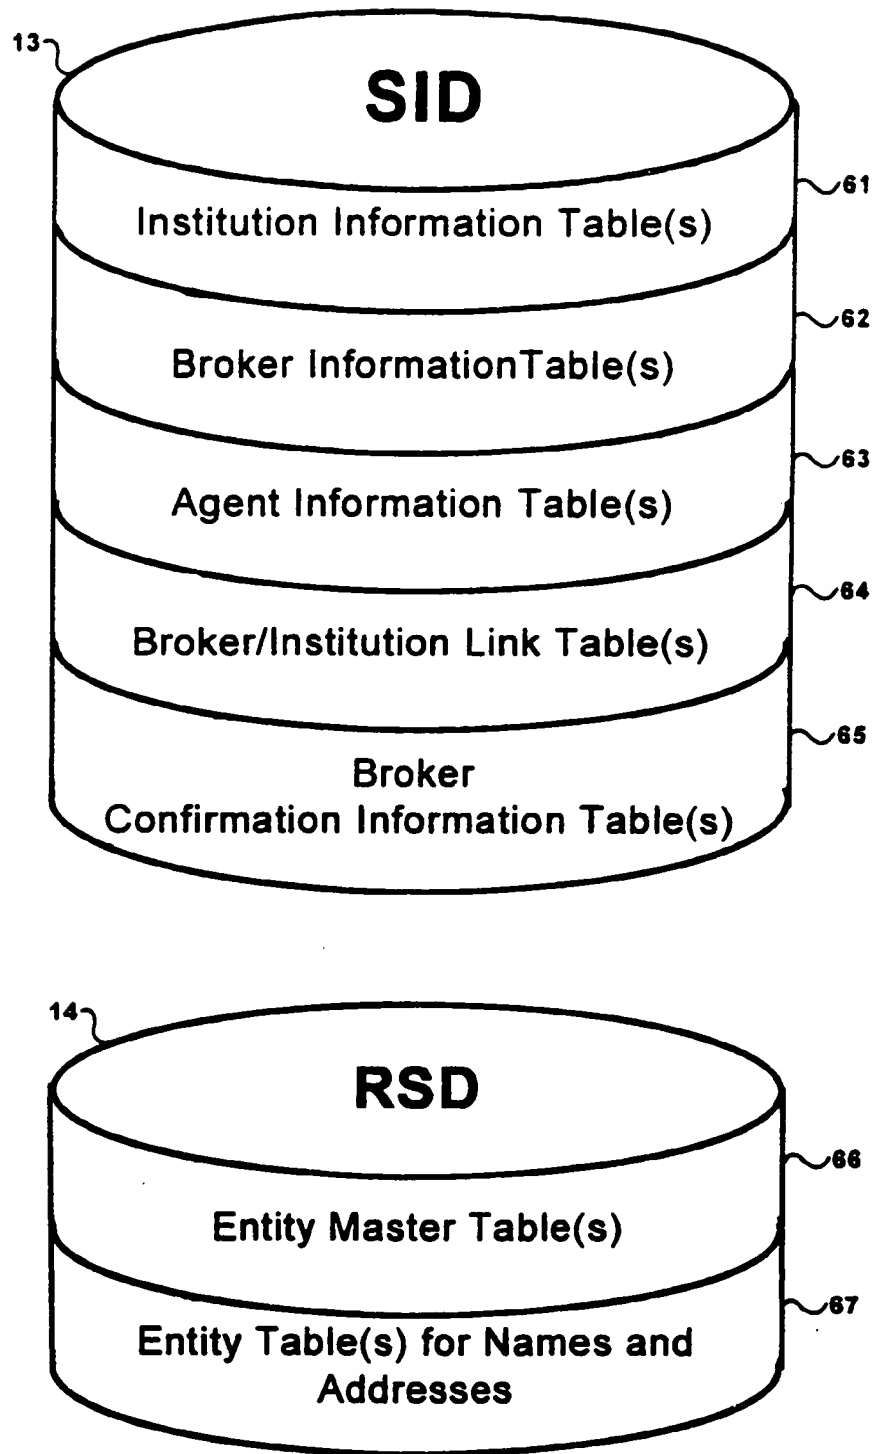 13
SID
61
Institution Information Table(s)
62
Broker InformationTable(s)
63
Agent Information Table(s)
64
Broker/Institution Link Table(s)
65
Broker
Confirmation Information Table(s)
14
RSD
66
Entity Master Table(s)
67
Entity Table(s) for Names and
Addresses